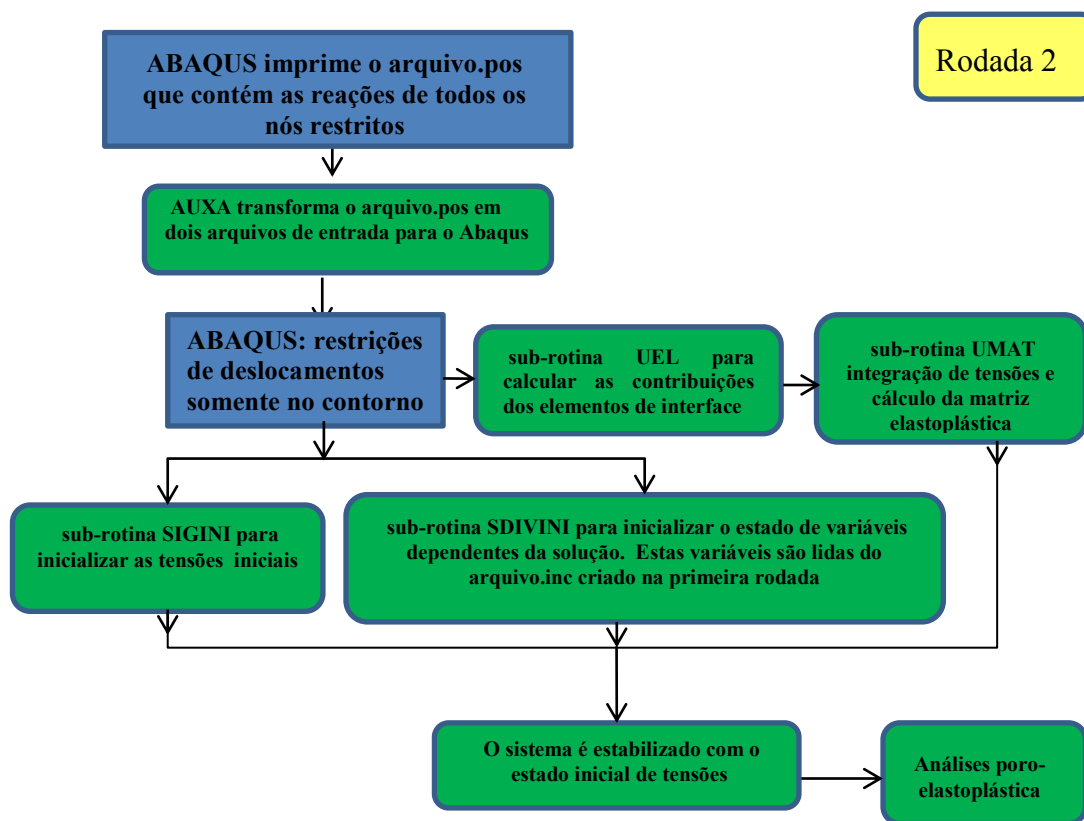 ABAQUS imprime o arquivo.pos
que contém as reações de todos os
nós restritos
Rodada 2
AUXA transforma o arquivo.pos em
dois arquivos de entrada para o Abaqus
ABAQUS: restrições
de deslocamentos
somente no contorno
sub-rotina UEL para
calcular as contribuições
dos elementos de interface
sub-rotina UMAT
integração de tensões e
cálculo da matriz
elastoplástica
sub-rotina SIGINI para
inicializar as tensões iniciais
sub-rotina SDIVINI para inicializar o estado de variáveis
dependentes da solução. Estas variáveis são lidas do
arquivo.inc criado na primeira rodada
O sistema é estabilizado com o
estado inicial de tensões
Análises poro-
elastoplástica